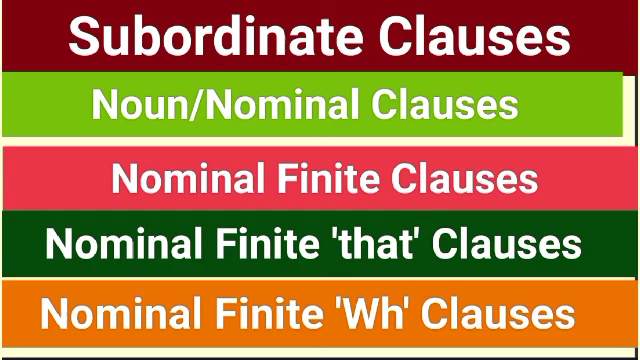 Subordinate Clauses
Noun/Nominal Clauses
Nominal Finite Clauses
Nominal Finite 'that' Clauses
Nominal Finite 'Wh' Clauses